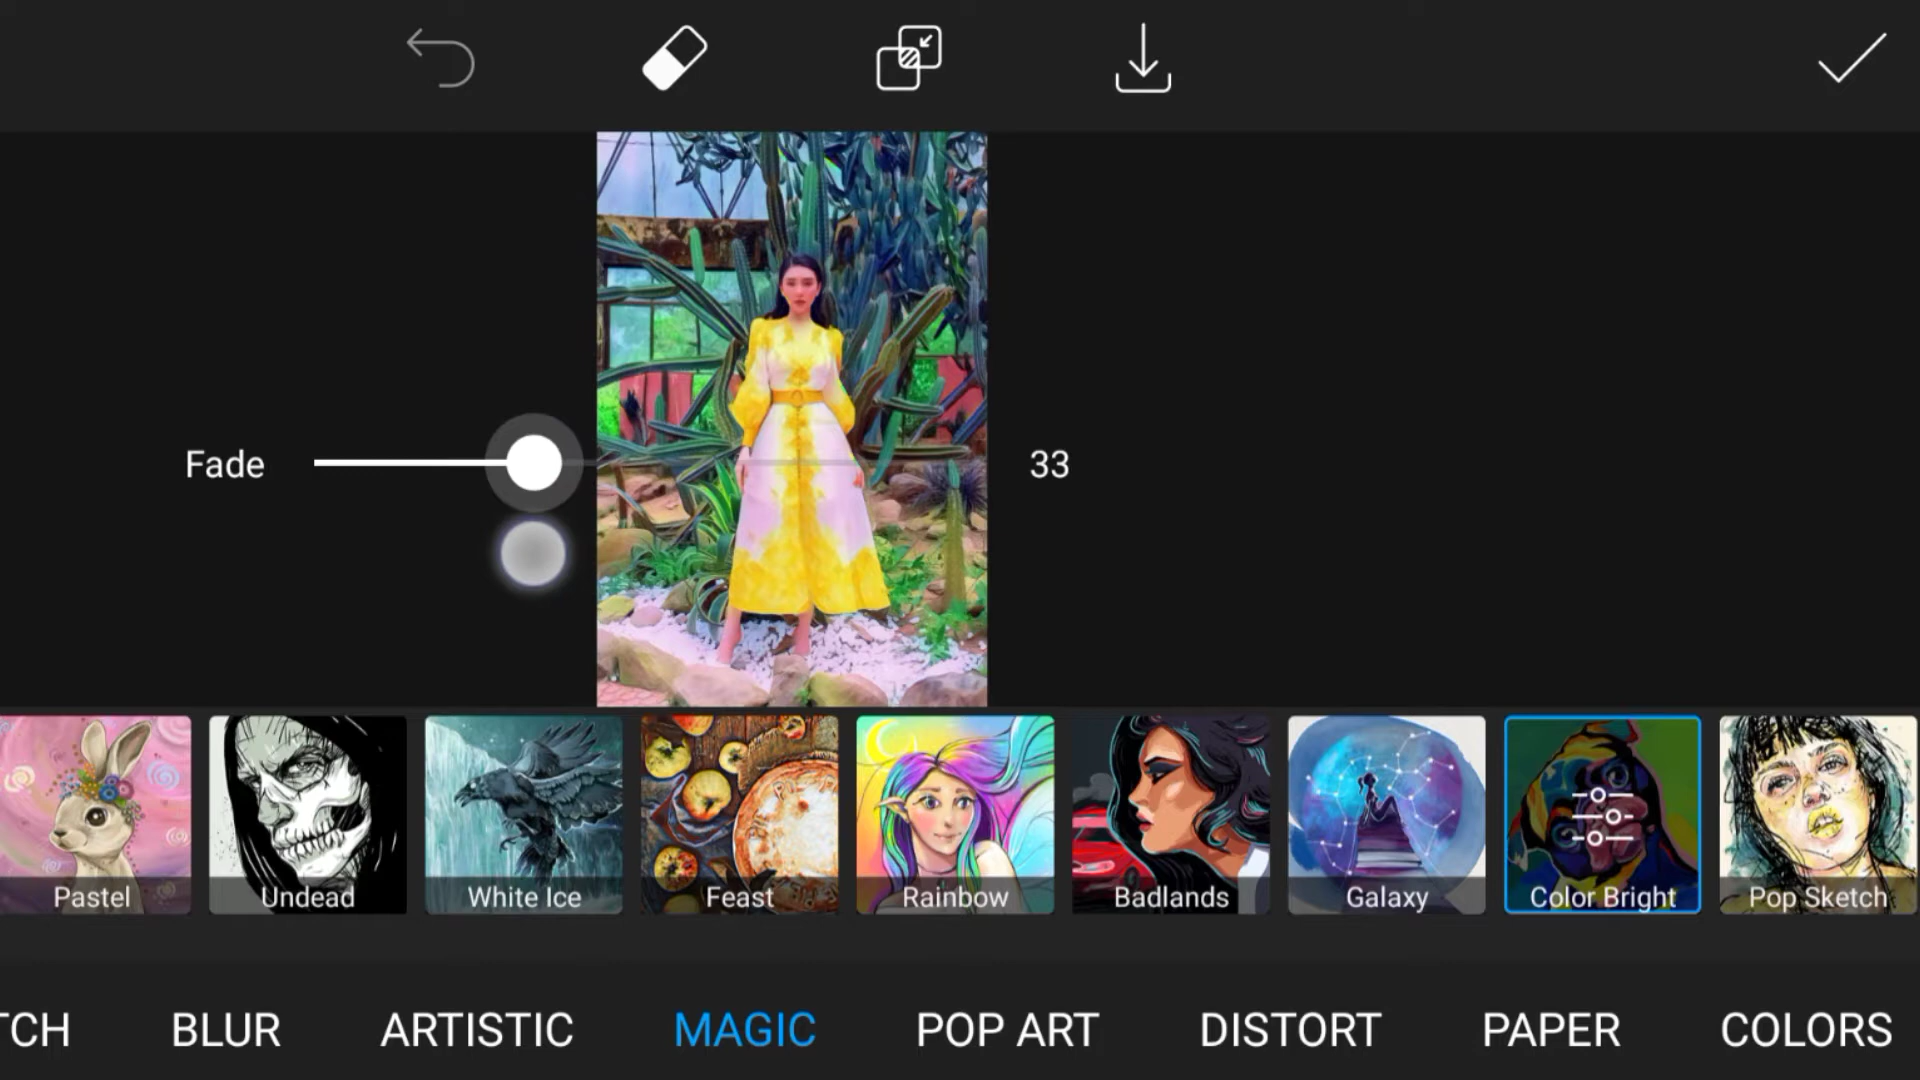 Fade 33
Pastel Undead White Ice Feast Rainbow Badlands Galaxy Color Bright Pop Sketch
TCH BLUR ARTISTIC MAGIC POP ART DISTORT PAPER COLORS